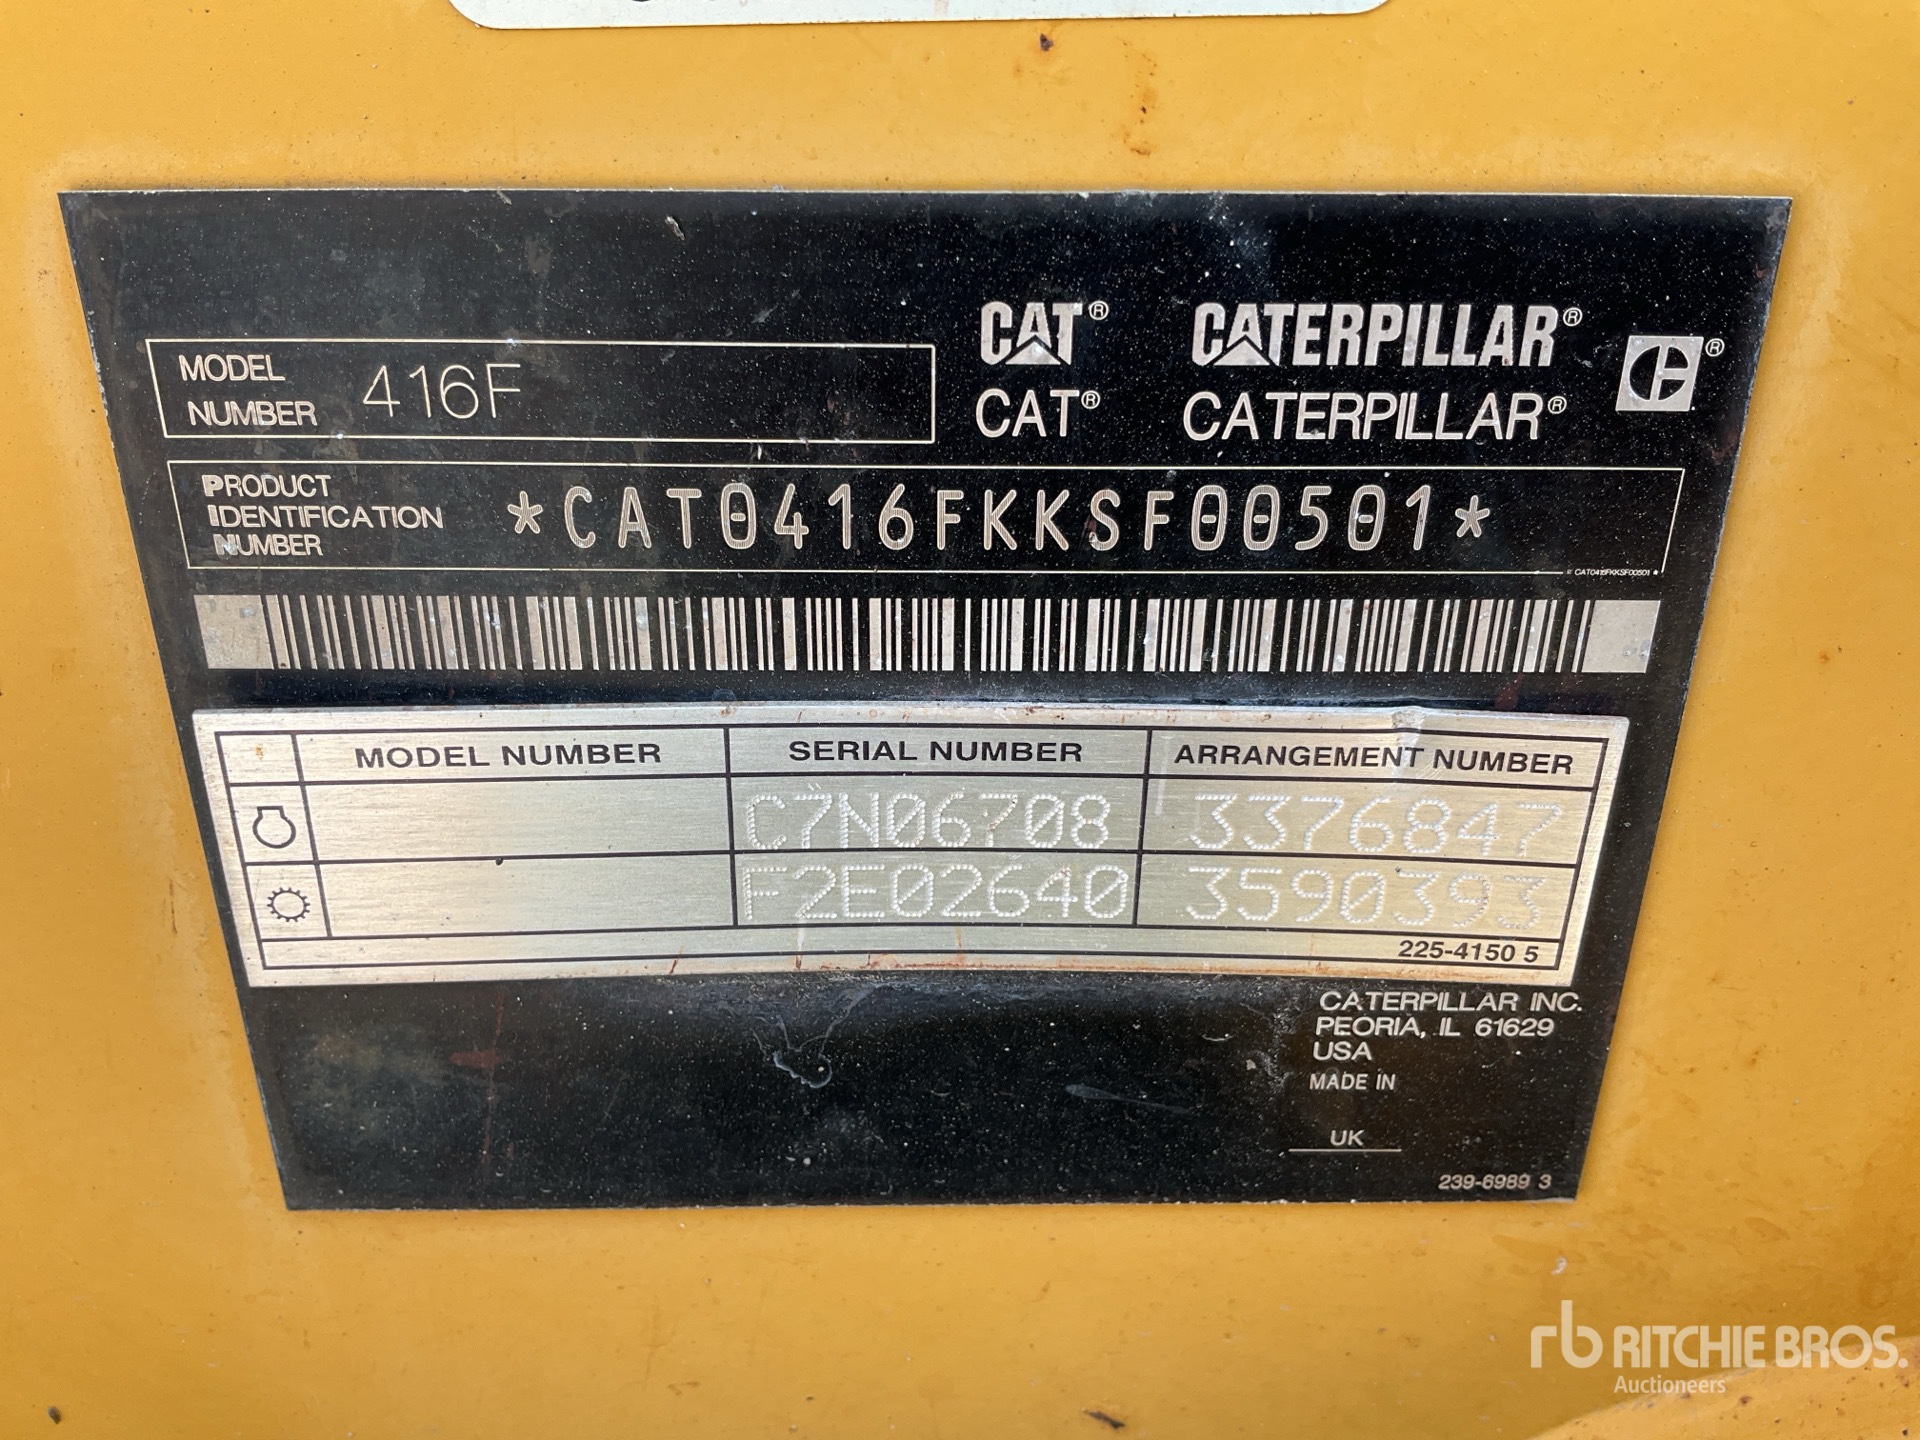 CAT® CATERPILLAR® ®
MODEL
NUMBER 416F
CAT® CATERPILLAR®
PRODUCT
IDENTIFICATION
NUMBER
*CAT0416FKKSF00501*
* CAT0416FKKSF00501 *
MODEL NUMBER SERIAL NUMBER ARRANGEMENT NUMBER
C7N06708 3376847
F2E02640 3590393
225-4150 5
CATERPILLAR INC.
PEORIA, IL 61629
USA
MADE IN
UK
239-6989 3
rb RITCHIE BROS.
Auctioneers